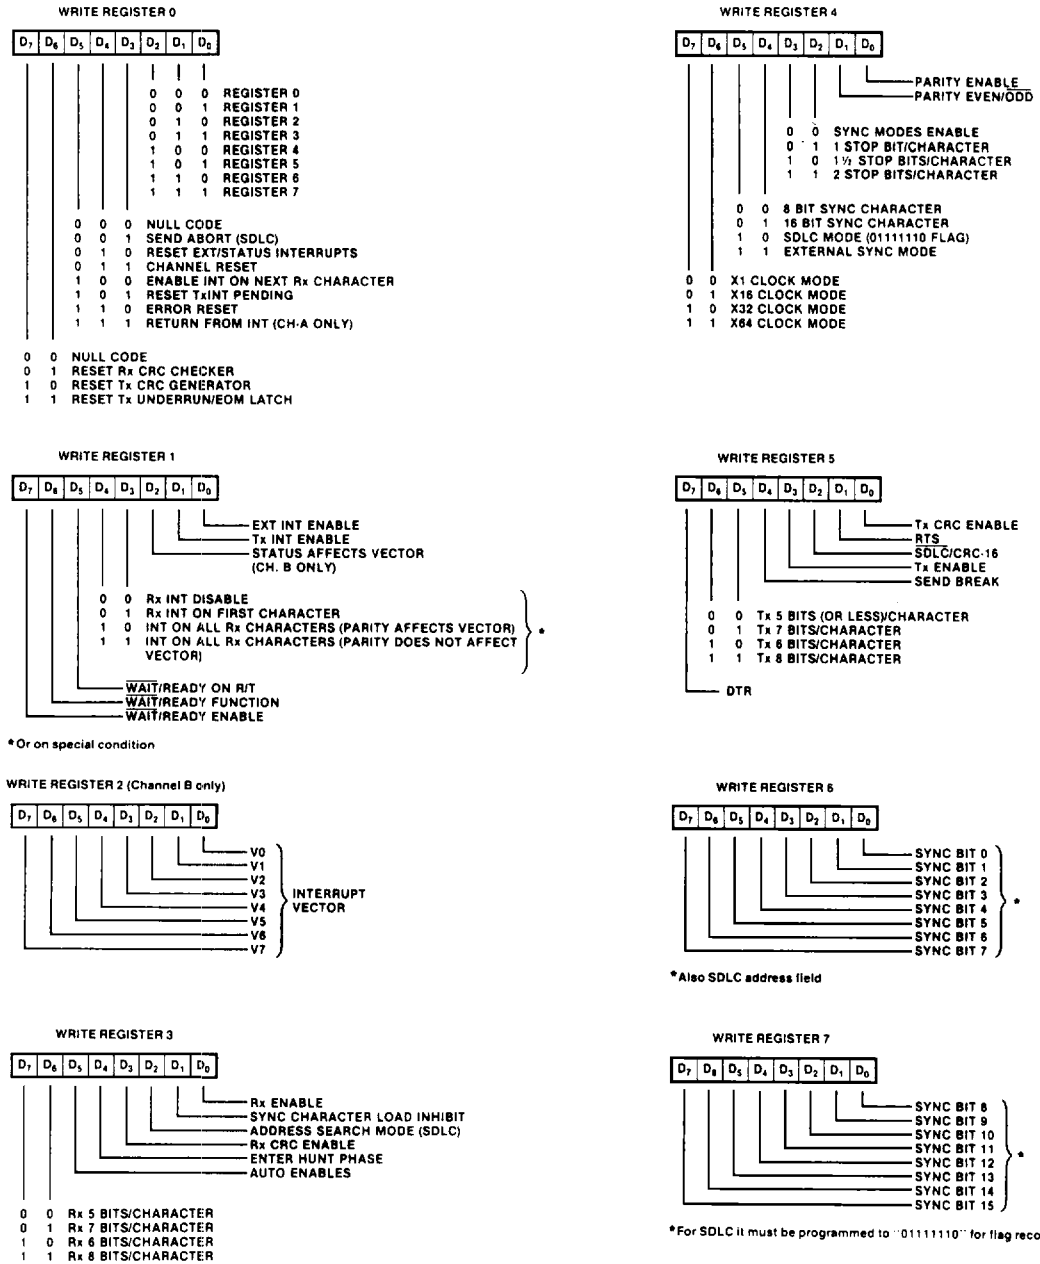 WRITE REGISTER 0
D7 D6 D5 D4 D3 D2 D1 D0
0 0 0 REGISTER 0
0 0 1 REGISTER 1
0 1 0 REGISTER 2
0 1 1 REGISTER 3
1 0 0 REGISTER 4
1 0 1 REGISTER 5
1 1 0 REGISTER 6
1 1 1 REGISTER 7
0 0 0 NULL CODE
0 0 1 SEND ABORT (SDLC)
0 1 0 RESET EXT/STATUS INTERRUPTS
0 1 1 CHANNEL RESET
1 0 0 ENABLE INT ON NEXT Rx CHARACTER
1 0 1 RESET TxINT PENDING
1 1 0 ERROR RESET
1 1 1 RETURN FROM INT (CH-A ONLY)
0 0 NULL CODE
0 1 RESET Rx CRC CHECKER
1 0 RESET Tx CRC GENERATOR
1 1 RESET Tx UNDERRUN/EOM LATCH
WRITE REGISTER 4
D7 D6 D5 D4 D3 D2 D1 D0
PARITY ENABLE
PARITY EVEN/ODD
0 0 SYNC MODES ENABLE
0 1 1 STOP BIT/CHARACTER
1 0 1½ STOP BITS/CHARACTER
1 1 2 STOP BITS/CHARACTER
0 0 8 BIT SYNC CHARACTER
0 1 16 BIT SYNC CHARACTER
1 0 SDLC MODE (01111110 FLAG)
1 1 EXTERNAL SYNC MODE
0 0 X1 CLOCK MODE
0 1 X16 CLOCK MODE
1 0 X32 CLOCK MODE
1 1 X64 CLOCK MODE
WRITE REGISTER 1
D7 D6 D5 D4 D3 D2 D1 D0
EXT INT ENABLE
Tx INT ENABLE
STATUS AFFECTS VECTOR
(CH. B ONLY)
0 0 Rx INT DISABLE
0 1 Rx INT ON FIRST CHARACTER
1 0 INT ON ALL Rx CHARACTERS (PARITY AFFECTS VECTOR)
1 1 INT ON ALL Rx CHARACTERS (PARITY DOES NOT AFFECT
VECTOR)
*
WAIT/READY ON R/T
WAIT/READY FUNCTION
WAIT/READY ENABLE
*Or on special condition
WRITE REGISTER 5
D7 D6 D5 D4 D3 D2 D1 D0
Tx CRC ENABLE
RTS
SDLC/CRC-16
Tx ENABLE
SEND BREAK
0 0 Tx 5 BITS (OR LESS)/CHARACTER
0 1 Tx 7 BITS/CHARACTER
1 0 Tx 6 BITS/CHARACTER
1 1 Tx 8 BITS/CHARACTER
DTR
WRITE REGISTER 2 (Channel B only)
D7 D6 D5 D4 D3 D2 D1 D0
V0
V1
V2
V3
V4
V5
V6
V7
INTERRUPT
VECTOR
WRITE REGISTER 6
D7 D6 D5 D4 D3 D2 D1 D0
SYNC BIT 0
SYNC BIT 1
SYNC BIT 2
SYNC BIT 3
SYNC BIT 4
SYNC BIT 5
SYNC BIT 6
SYNC BIT 7
*
*Also SDLC address field
WRITE REGISTER 3
D7 D6 D5 D4 D3 D2 D1 D0
Rx ENABLE
SYNC CHARACTER LOAD INHIBIT
ADDRESS SEARCH MODE (SDLC)
Rx CRC ENABLE
ENTER HUNT PHASE
AUTO ENABLES
0 0 Rx 5 BITS/CHARACTER
0 1 Rx 7 BITS/CHARACTER
1 0 Rx 6 BITS/CHARACTER
1 1 Rx 8 BITS/CHARACTER
WRITE REGISTER 7
D7 D6 D5 D4 D3 D2 D1 D0
SYNC BIT 8
SYNC BIT 9
SYNC BIT 10
SYNC BIT 11
SYNC BIT 12
SYNC BIT 13
SYNC BIT 14
SYNC BIT 15
*
*For SDLC it must be programmed to "01111110" for flag reco